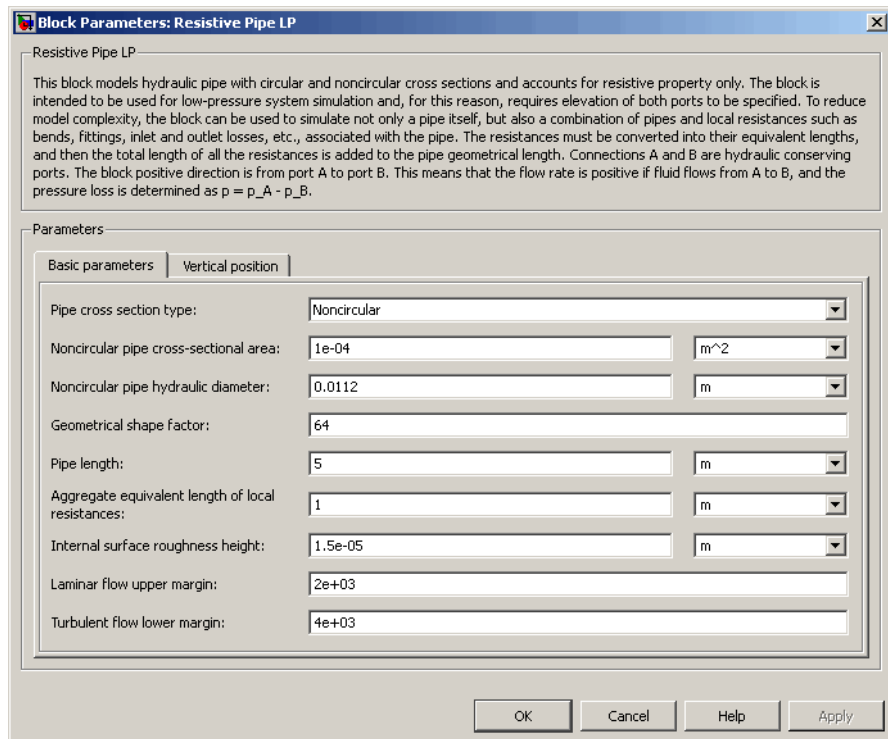 Block Parameters: Resistive Pipe LP
Resistive Pipe LP
This block models hydraulic pipe with circular and noncircular cross sections and accounts for resistive property only. The block is
intended to be used for low-pressure system simulation and, for this reason, requires elevation of both ports to be specified. To reduce
model complexity, the block can be used to simulate not only a pipe itself, but also a combination of pipes and local resistances such as
bends, fittings, inlet and outlet losses, etc., associated with the pipe. The resistances must be converted into their equivalent lengths,
and then the total length of all the resistances is added to the pipe geometrical length. Connections A and B are hydraulic conserving
ports. The block positive direction is from port A to port B. This means that the flow rate is positive if fluid flows from A to B, and the
pressure loss is determined as p = p_A - p_B.
Parameters
Basic parameters Vertical position
Pipe cross section type: Noncircular
Noncircular pipe cross-sectional area: 1e-04 m^2
Noncircular pipe hydraulic diameter: 0.0112 m
Geometrical shape factor: 64
Pipe length: 5 m
Aggregate equivalent length of local
resistances: 1 m
Internal surface roughness height: 1.5e-05 m
Laminar flow upper margin: 2e+03
Turbulent flow lower margin: 4e+03
OK Cancel Help Apply